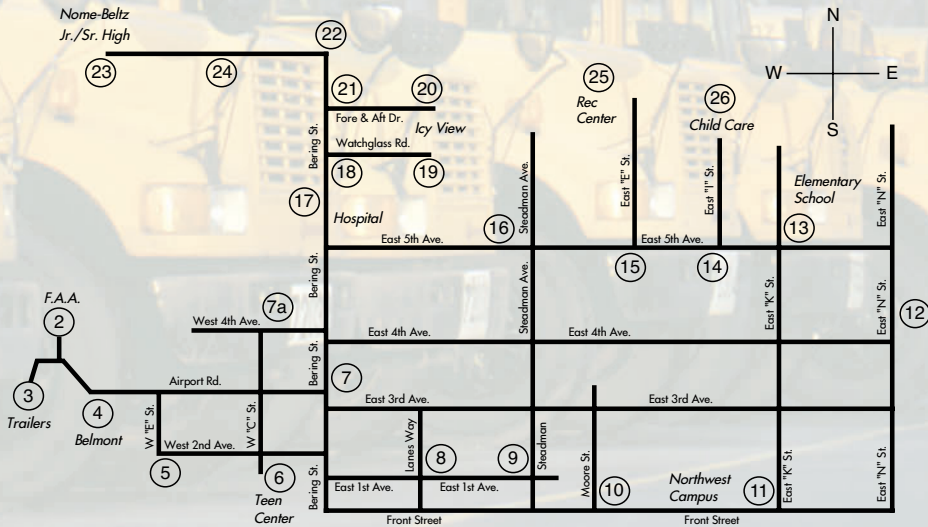 Nome-Beltz
Jr./Sr. High
22
N
23
24
25
W
E
21
20
Rec
Center
26
S
Fore & Aft Dr.
Icy View
Child Care
Watchglass Rd.
Bering St.
18
19
Steadman Ave.
East "E" St.
East "I" St.
Elementary
School
East "N" St.
17
Hospital
16
13
East 5th Ave.
East 5th Ave.
Bering St.
15
14
Steadman Ave.
East "K" St.
East "N" St.
F.A.A.
7a
12
2
West 4th Ave.
East 4th Ave.
East 4th Ave.
Bering St.
7
3
Airport Rd.
Trailers
4
Belmont
W "E" St.
W "C" St.
East 3rd Ave.
East 3rd Ave.
West 2nd Ave.
Lanes Way
8
9
Steadman
5
6
Moore St.
10
Northwest
Campus
11
East "K" St.
East "N" St.
Teen
Center
Bering St.
East 1st Ave.
East 1st Ave.
Front Street
Front Street